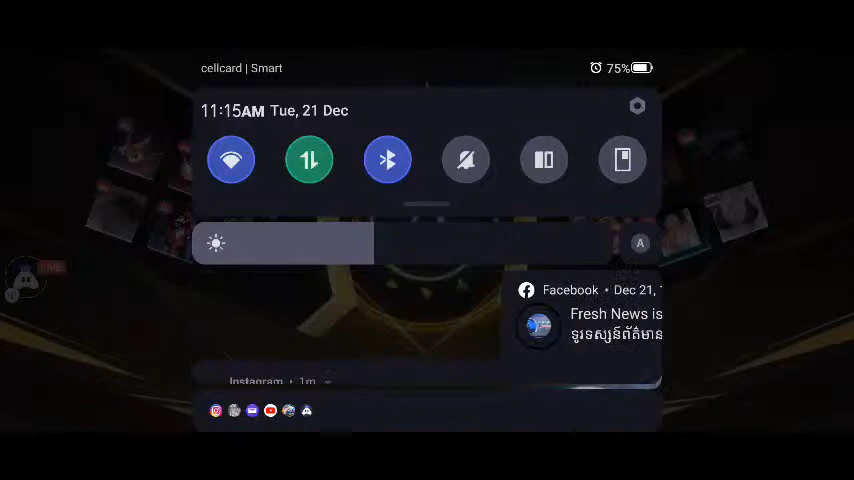 cellcard | Smart
75%
11:15AM Tue, 21 Dec
A
LIVE
Facebook • Dec 21,
Fresh News is
ទូរទស្សន៍ព័ត៌មាន
Instagram • 1m